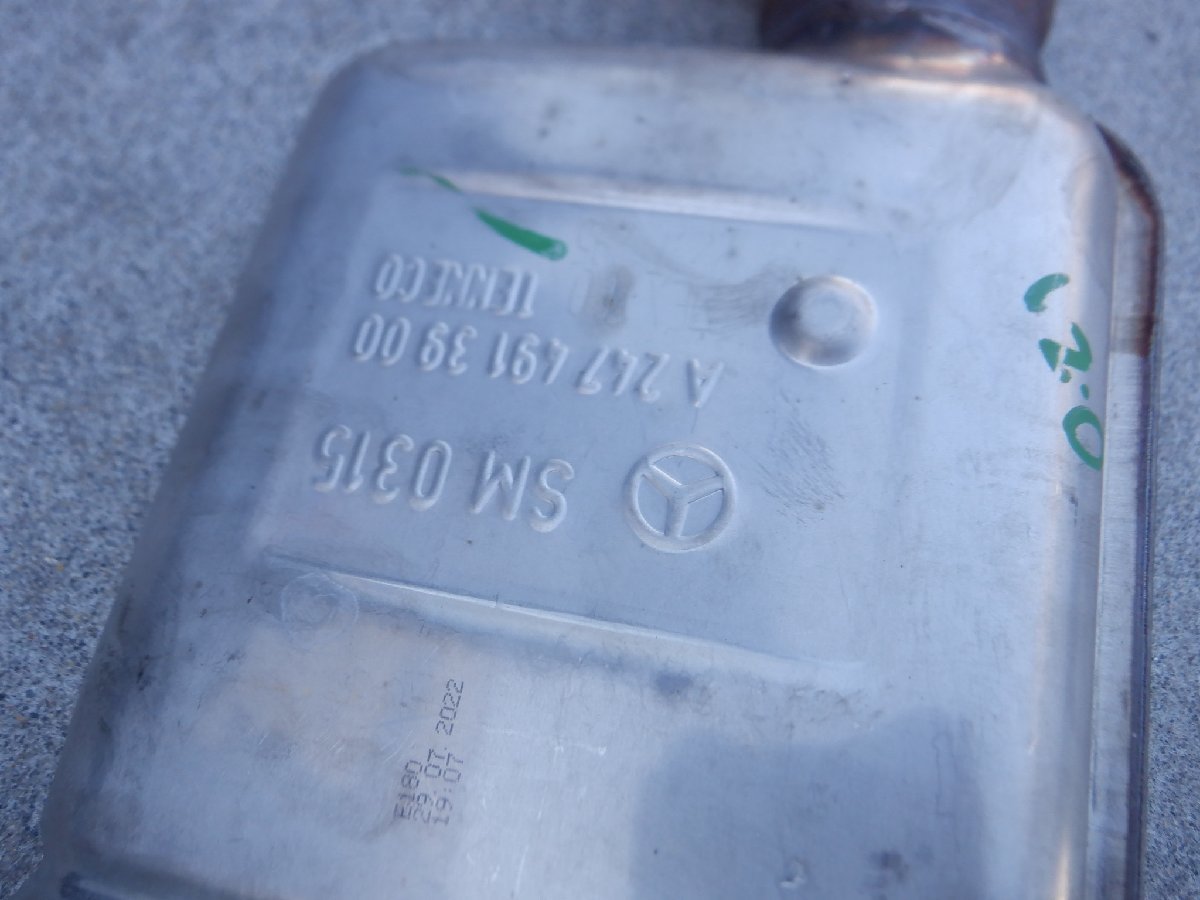 SM 0315
A 247 491 39 00
TENNECO
E180
29.07.2022
19:07
0.2